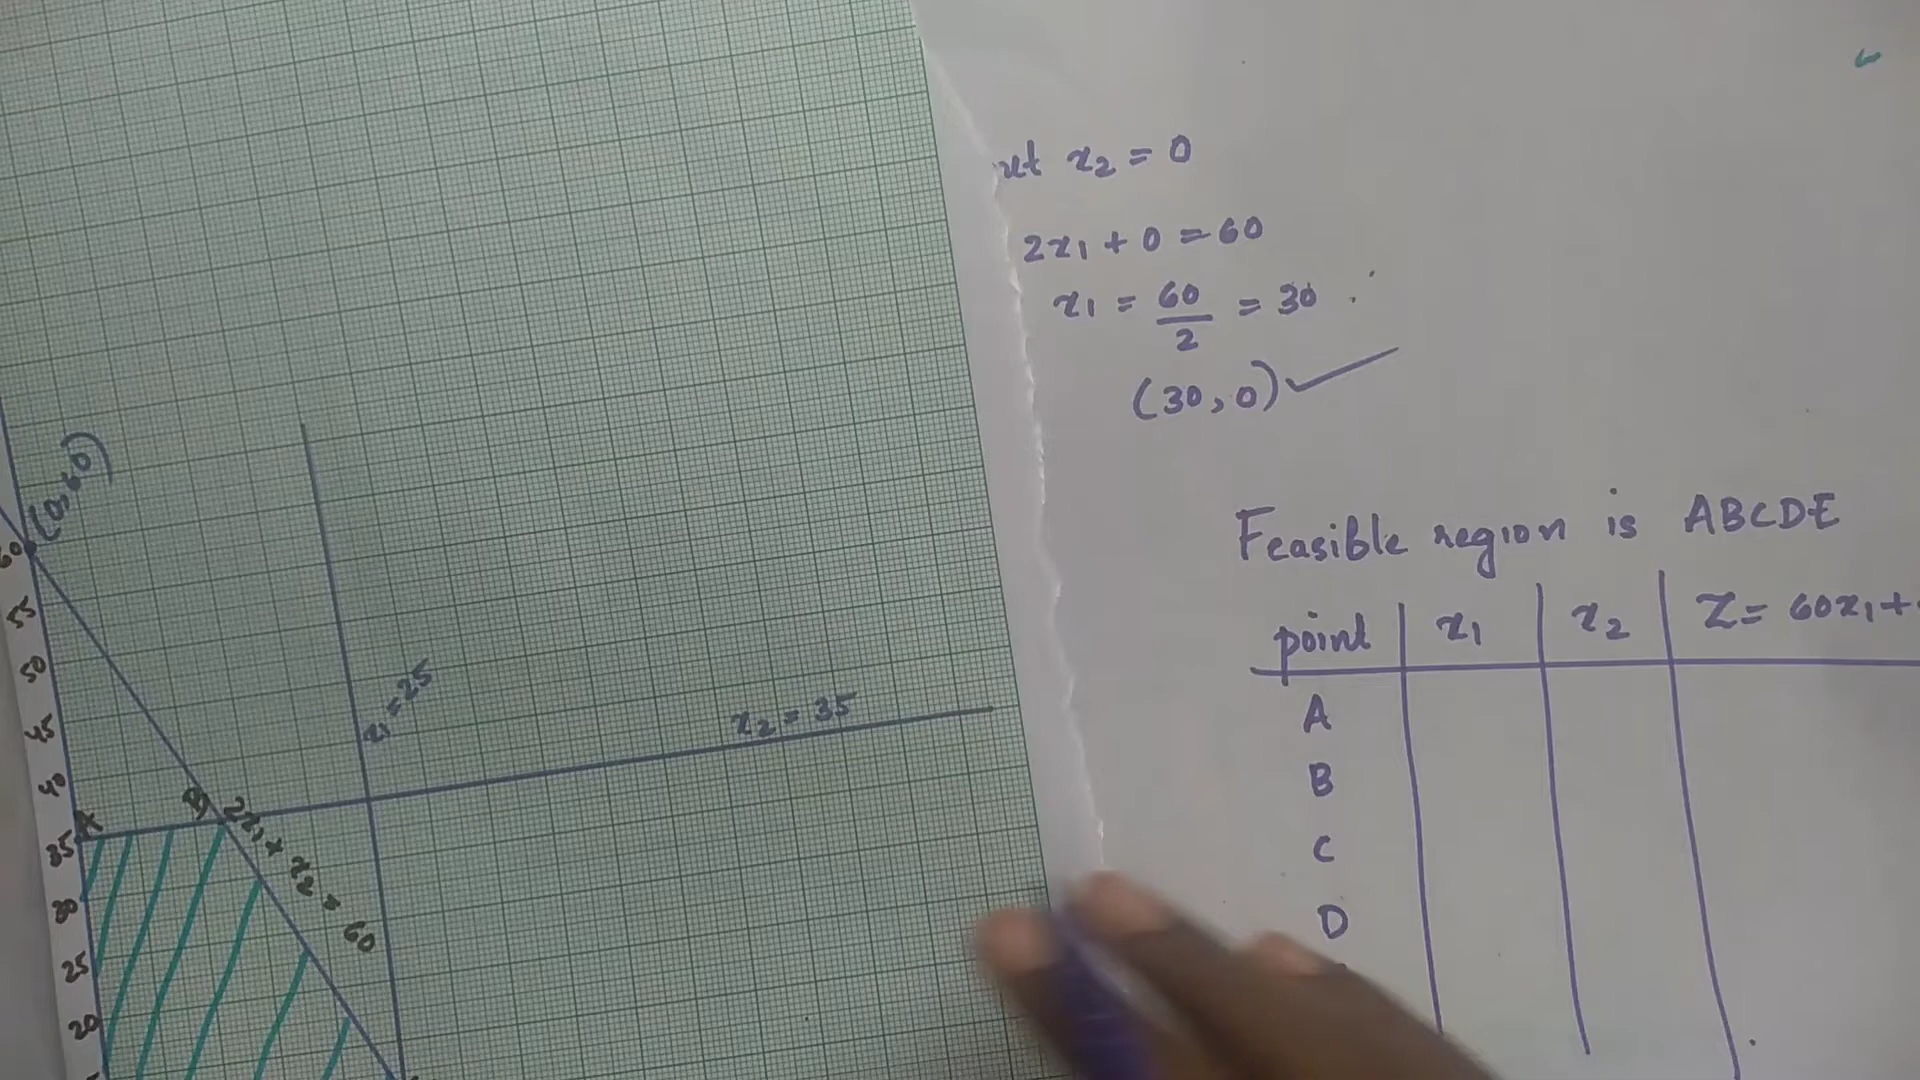 x2 = 0
2x1 + 0 = 60
x1 = 60/2 = 30
(30, 0)
Feasible region is ABCDE
point x1 x2 Z = 60x1 +
A
B
C
D
(0, 60)
60
55
50
45
40
35
30
25
20
x1 = 25
x2 = 35
A
B
2x1 + x2 = 60